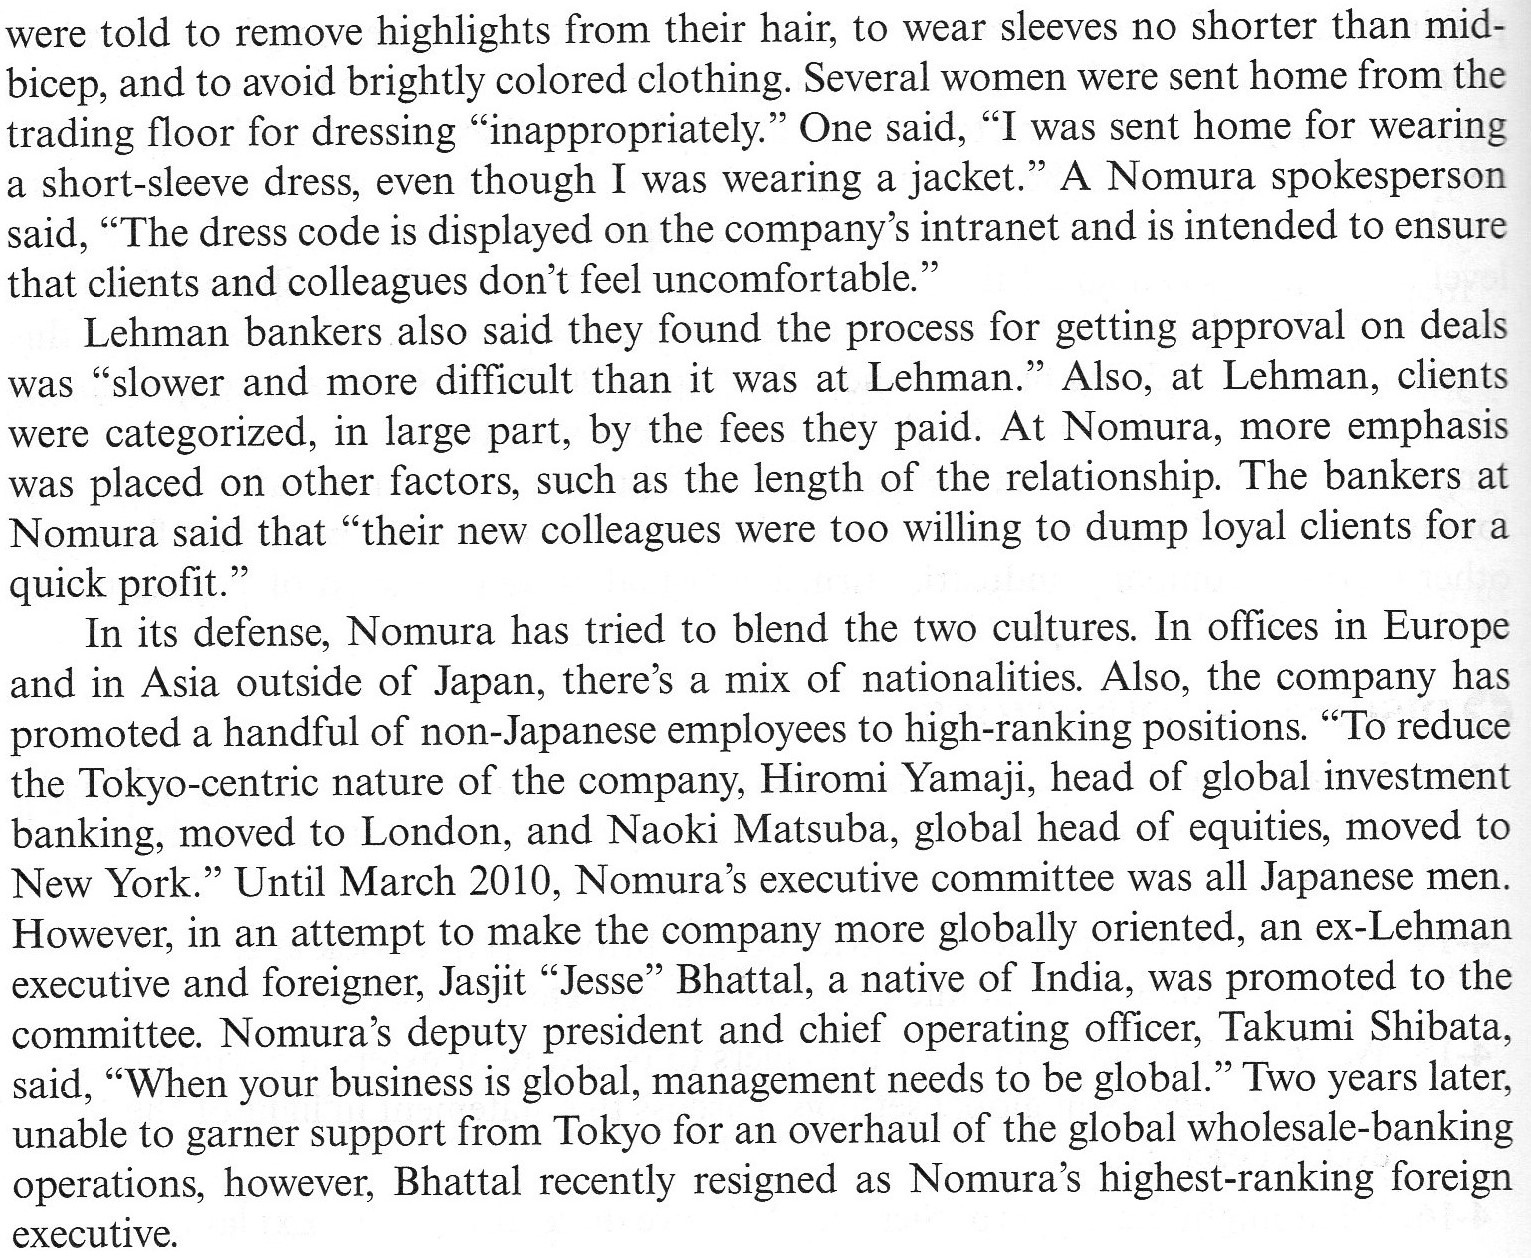 were told to remove highlights from their hair, to wear sleeves no shorter than mid-
bicep, and to avoid brightly colored clothing. Several women were sent home from the
trading floor for dressing “inappropriately.” One said, “I was sent home for wearing
a short-sleeve dress, even though I was wearing a jacket.” A Nomura spokesperson
said, “The dress code is displayed on the company’s intranet and is intended to ensure
that clients and colleagues don’t feel uncomfortable.”
Lehman bankers also said they found the process for getting approval on deals
was “slower and more difficult than it was at Lehman.” Also, at Lehman, clients
were categorized, in large part, by the fees they paid. At Nomura, more emphasis
was placed on other factors, such as the length of the relationship. The bankers at
Nomura said that “their new colleagues were too willing to dump loyal clients for a
quick profit.”
In its defense, Nomura has tried to blend the two cultures. In offices in Europe
and in Asia outside of Japan, there’s a mix of nationalities. Also, the company has
promoted a handful of non-Japanese employees to high-ranking positions. “To reduce
the Tokyo-centric nature of the company, Hiromi Yamaji, head of global investment
banking, moved to London, and Naoki Matsuba, global head of equities, moved to
New York.” Until March 2010, Nomura’s executive committee was all Japanese men.
However, in an attempt to make the company more globally oriented, an ex-Lehman
executive and foreigner, Jasjit “Jesse” Bhattal, a native of India, was promoted to the
committee. Nomura’s deputy president and chief operating officer, Takumi Shibata,
said, “When your business is global, management needs to be global.” Two years later,
unable to garner support from Tokyo for an overhaul of the global wholesale-banking
operations, however, Bhattal recently resigned as Nomura’s highest-ranking foreign
executive.